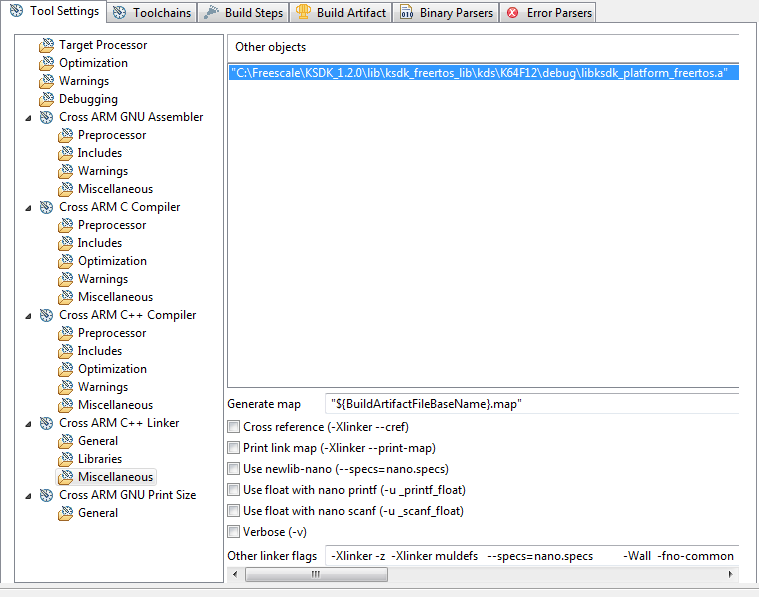 Tool Settings Toolchains Build Steps Build Artifact Binary Parsers Error Parsers
Target Processor
Optimization
Warnings
Debugging
Cross ARM GNU Assembler
Preprocessor
Includes
Warnings
Miscellaneous
Cross ARM C Compiler
Preprocessor
Includes
Optimization
Warnings
Miscellaneous
Cross ARM C++ Compiler
Preprocessor
Includes
Optimization
Warnings
Miscellaneous
Cross ARM C++ Linker
General
Libraries
Miscellaneous
Cross ARM GNU Print Size
General
Other objects
"C:\Freescale\KSDK_1.2.0\lib\ksdk_freertos_lib\kds\K64F12\debug\libksdk_platform_freertos.a"
Generate map "${BuildArtifactFileBaseName}.map"
Cross reference (-Xlinker --cref)
Print link map (-Xlinker --print-map)
Use newlib-nano (--specs=nano.specs)
Use float with nano printf (-u _printf_float)
Use float with nano scanf (-u _scanf_float)
Verbose (-v)
Other linker flags -Xlinker -z -Xlinker muldefs --specs=nano.specs -Wall -fno-common